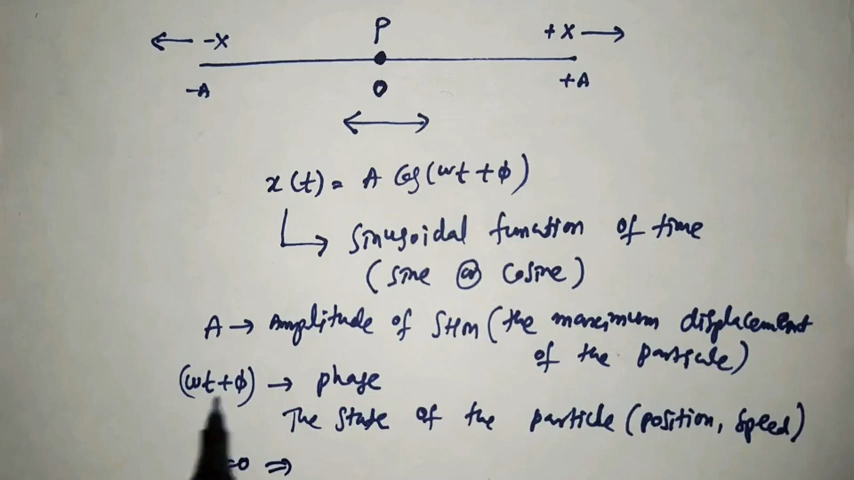 P
← -x +x →
-A 0 +A
x(t) = A Cos(ωt + ϕ)
Sinusoidal function of time
(sine or cosine)
A → Amplitude of SHM (the maximum displacement
of the particle)
(ωt+ϕ) → phase
The state of the particle (position, speed)
=0 ⇒